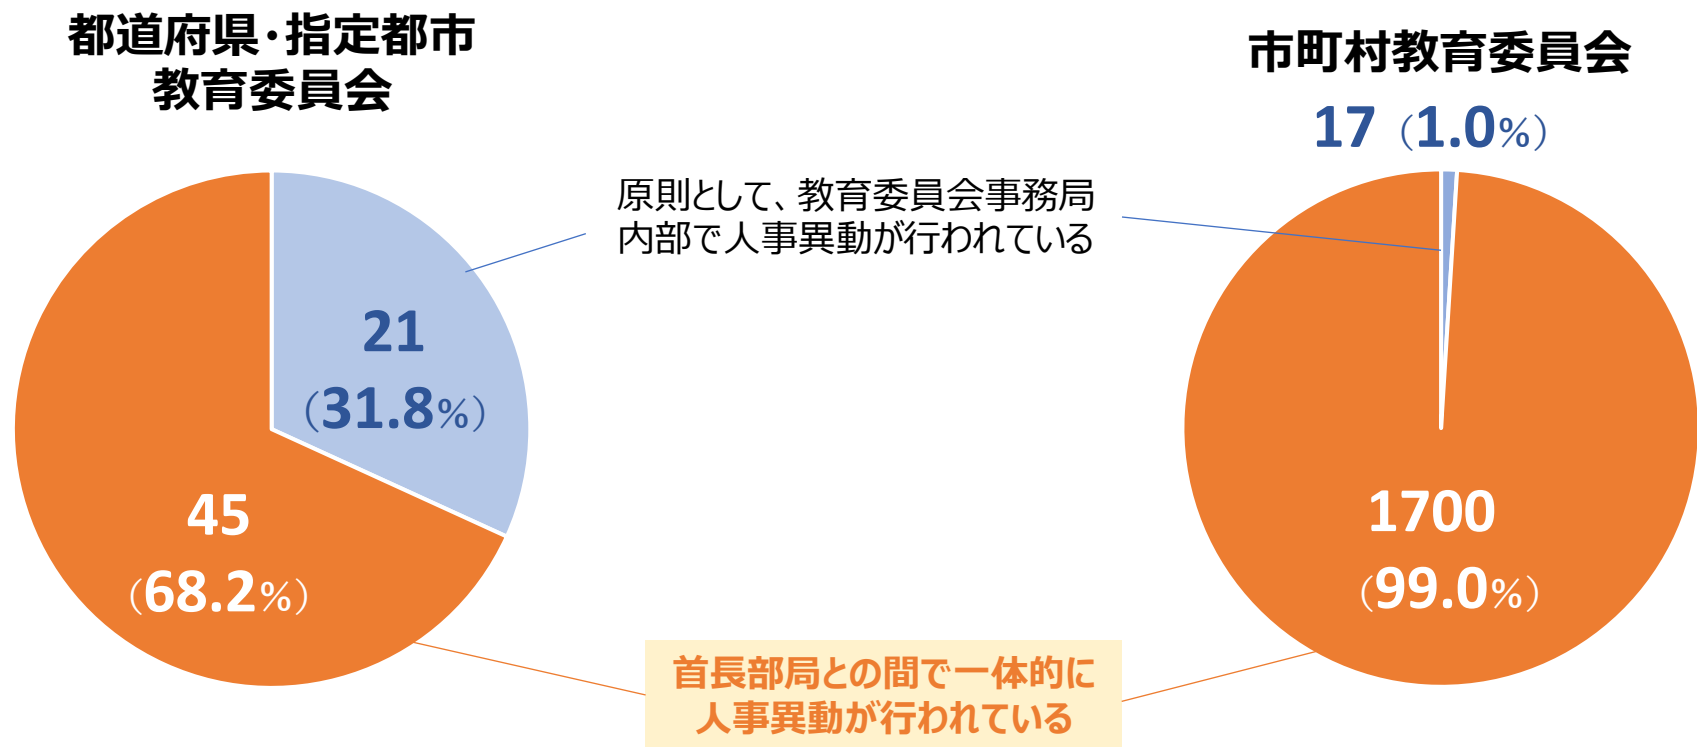 都道府県・指定都市
教育委員会
市町村教育委員会
17（1.0%）
原則として、教育委員会事務局
内部で人事異動が行われている
21
（31.8%）
45
（68.2%）
1700
（99.0%）
首長部局との間で一体的に
人事異動が行われている